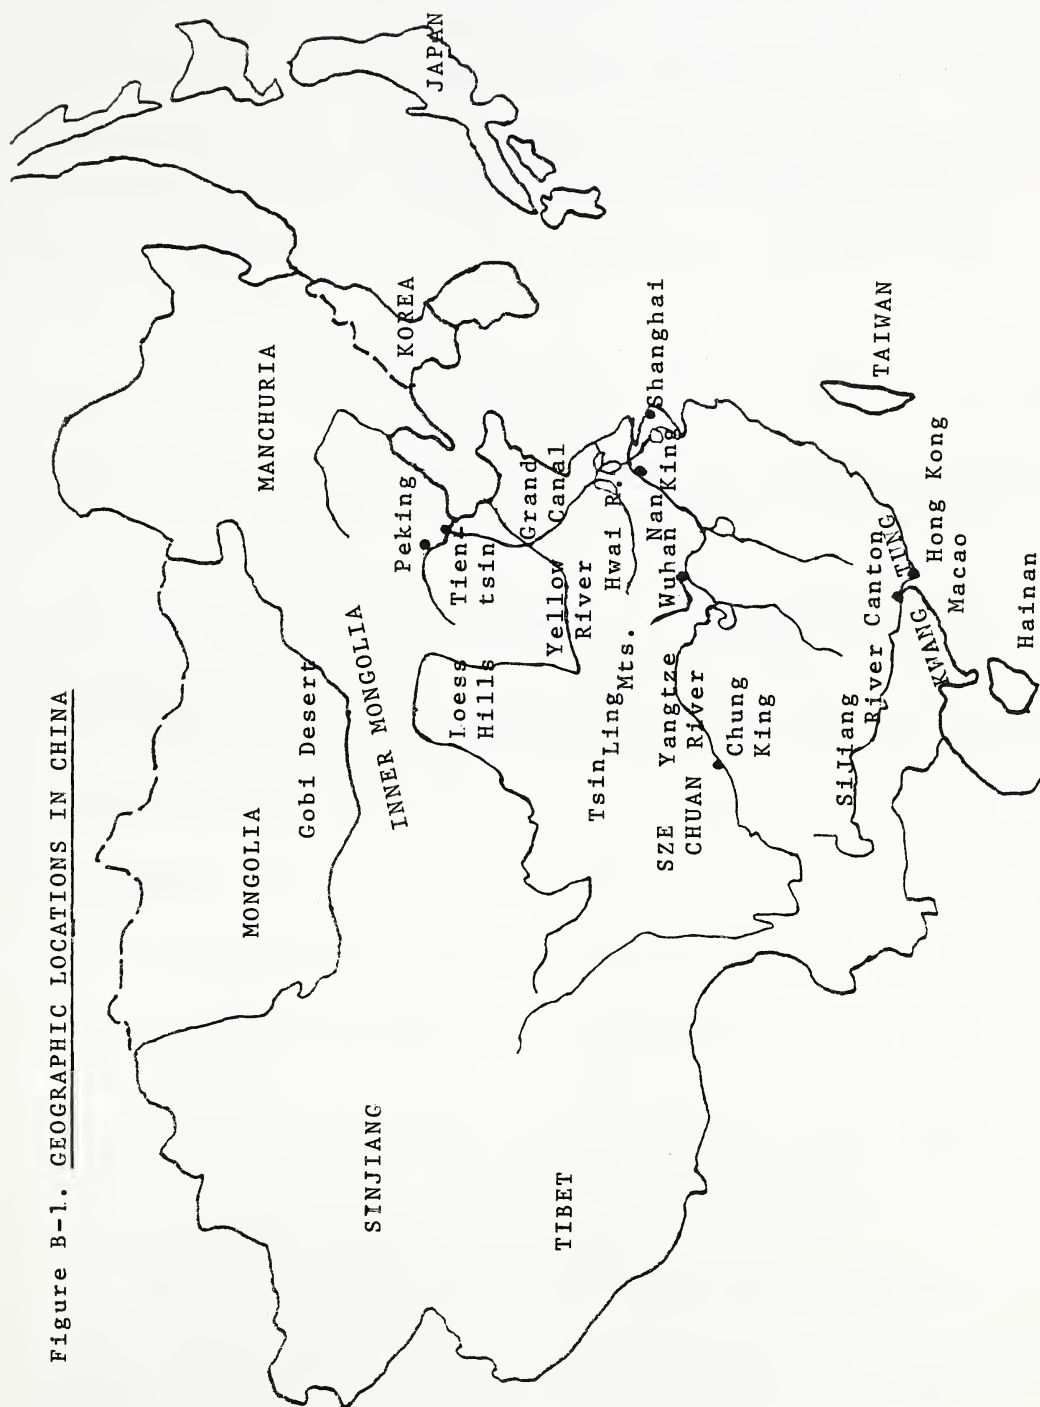 Figure B-1. GEOGRAPHIC LOCATIONS IN CHINA
JAPAN
MANCHURIA
KOREA
MONGOLIA
Gobi Desert
INNER MONGOLIA
SINJIANG
TIBET
Peking
Tien-
tsin
Grand
Canal
Loess
Hills
Yellow
River
Hwai R.
Tsin Ling Mts.
Nan
King
Shanghai
Wuhan
SZE
CHUAN
Yangtze
River
Chung
King
TAIWAN
SiJiang
River
Canton
KWANG TUNG
Hong Kong
Macao
Hainan